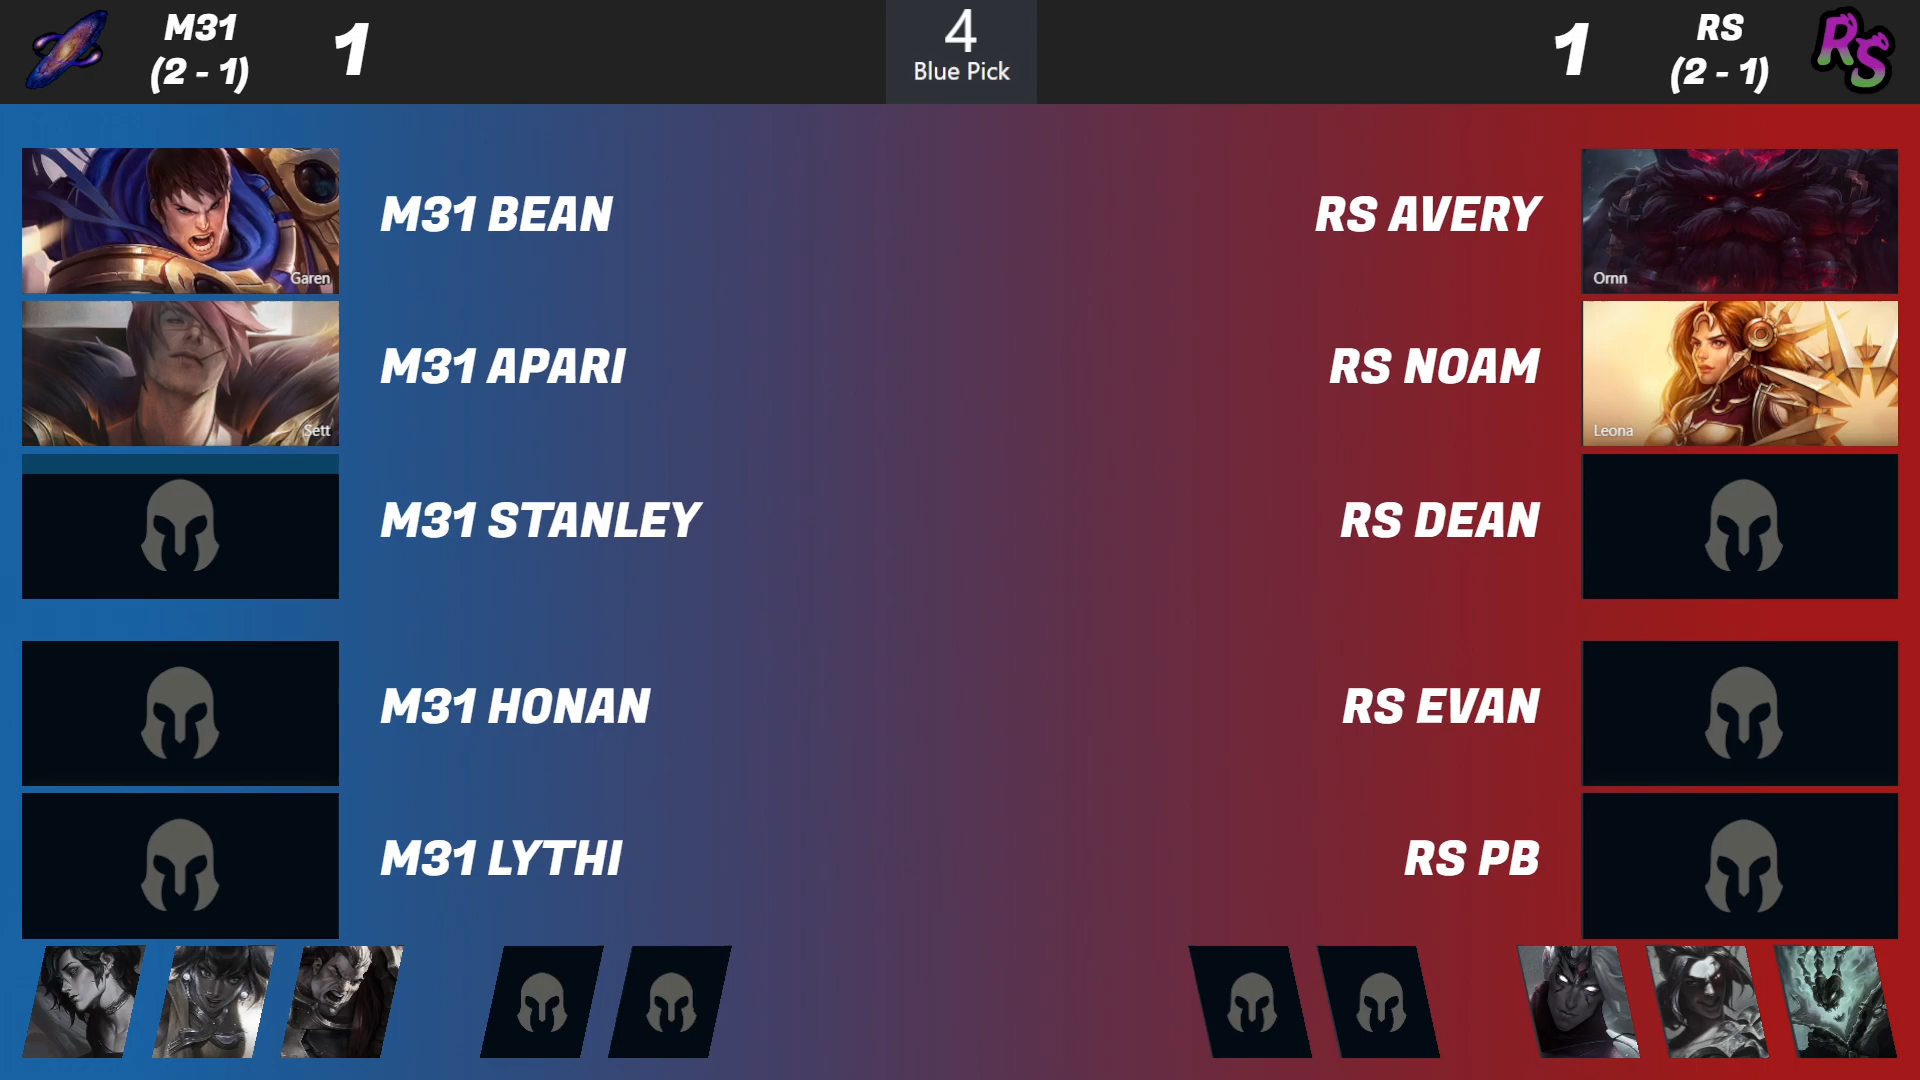 M31
(2 - 1)
1
4
Blue Pick
1
RS
(2 - 1)
RS
Garen
M31 BEAN
RS AVERY
Ornn
Sett
M31 APARI
RS NOAM
Leona
M31 STANLEY
RS DEAN
M31 HONAN
RS EVAN
M31 LYTHI
RS PB